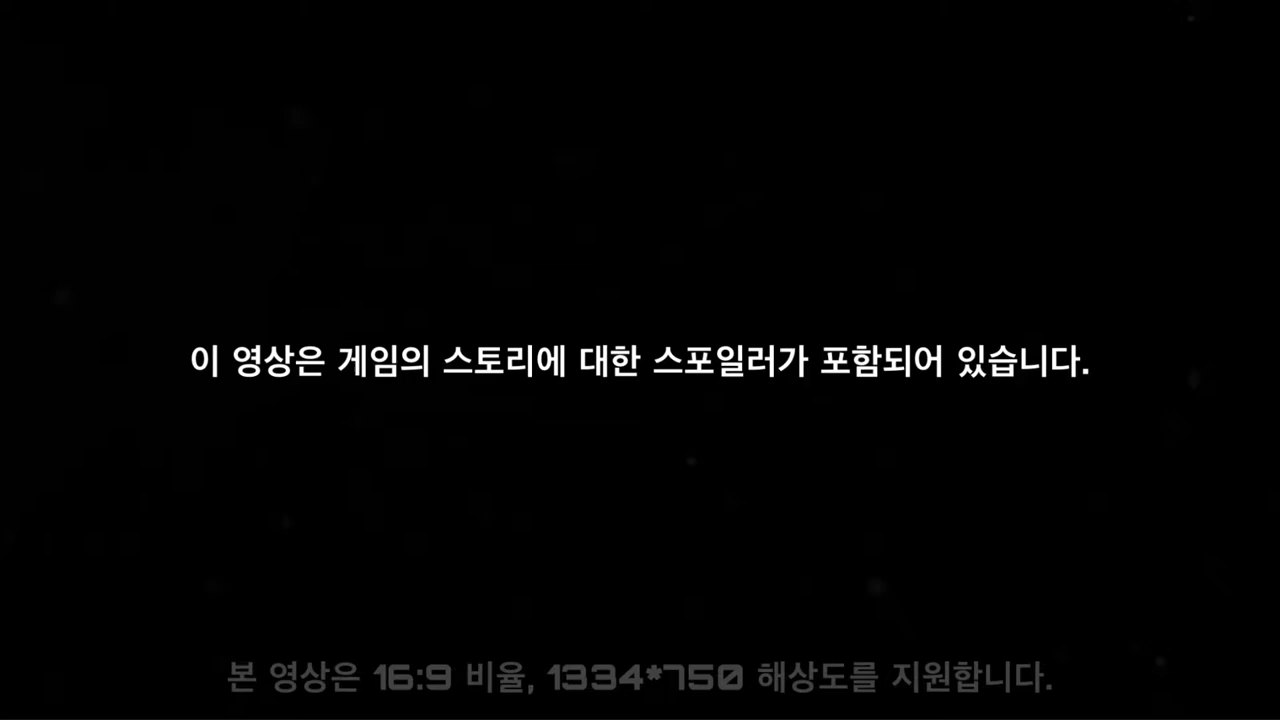 이 영상은 게임의 스토리에 대한 스포일러가 포함되어 있습니다.
본 영상은 16:9 비율, 1334*750 해상도를 지원합니다.